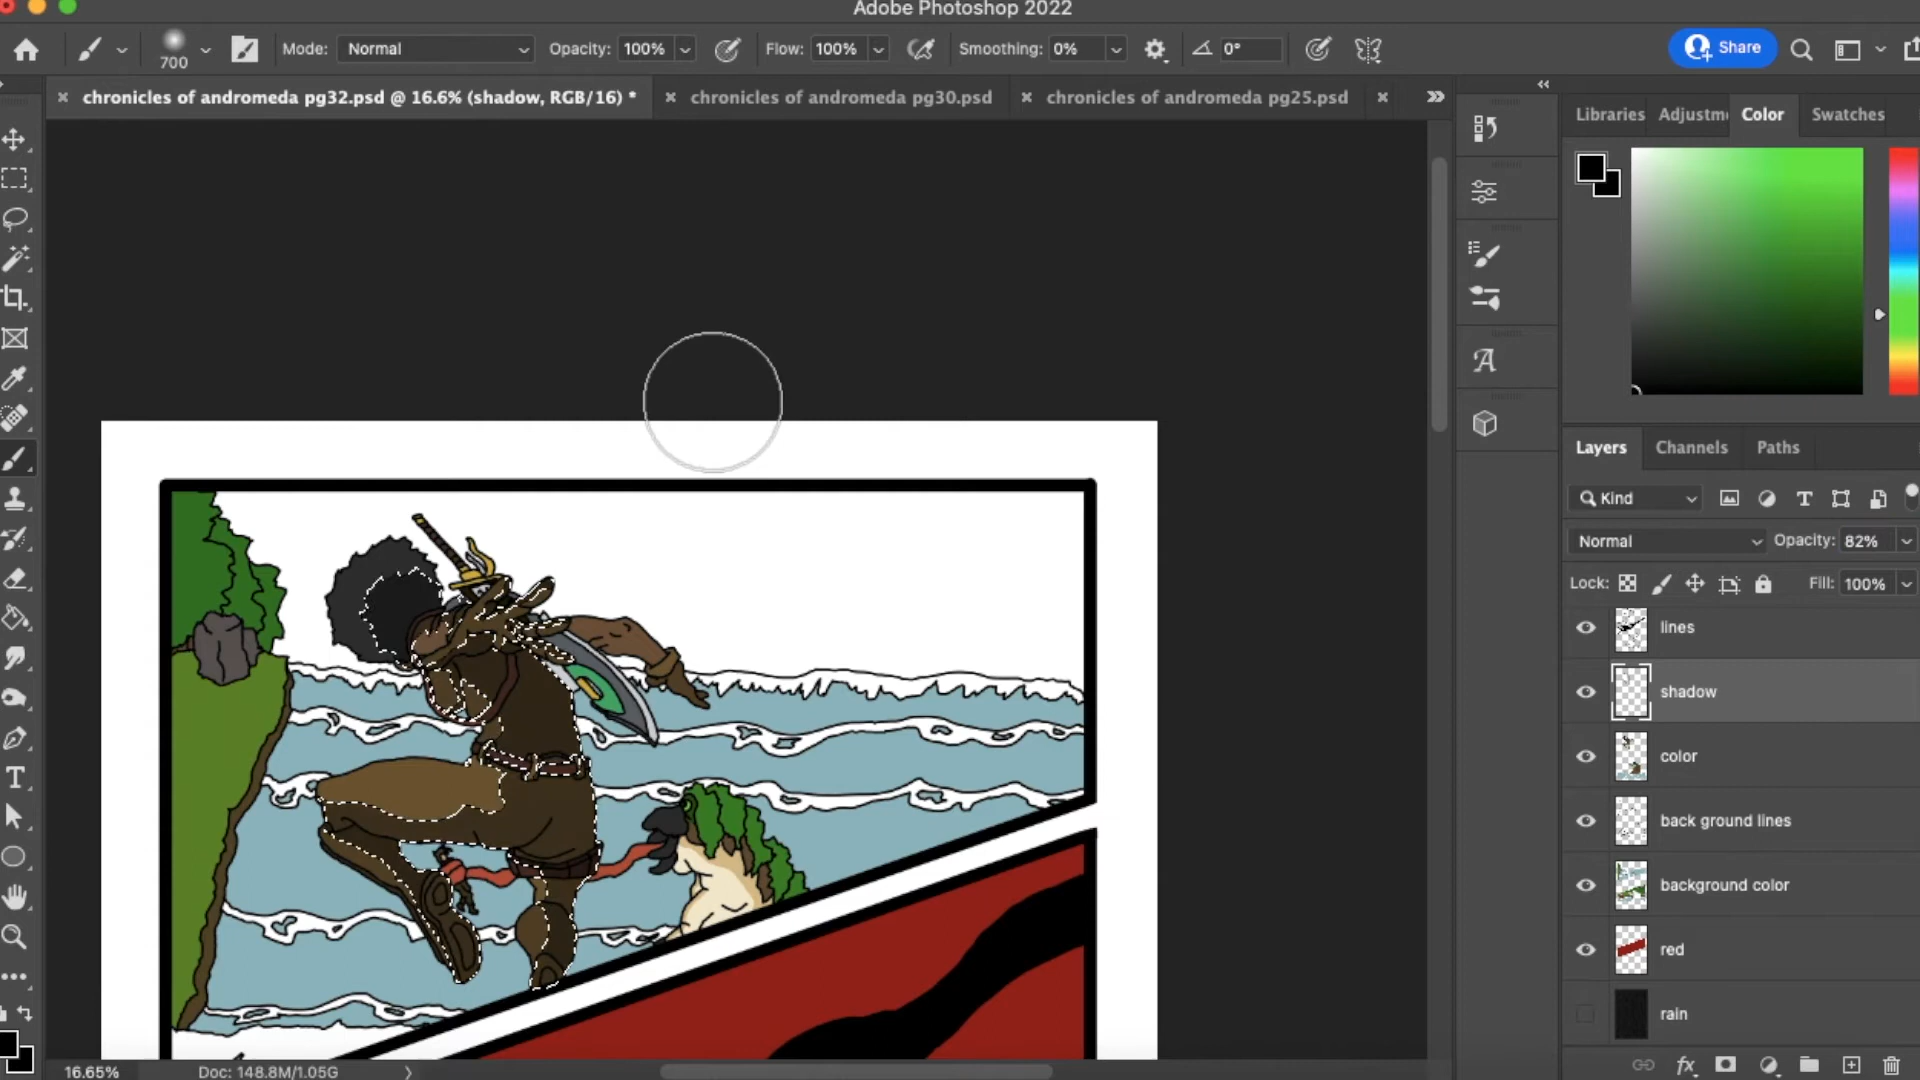 Adobe Photoshop 2022
700
Mode: Normal
Opacity: 100%
Flow: 100%
Smoothing: 0%
0°
Share
chronicles of andromeda pg32.psd @ 16.6% (shadow, RGB/16) *
chronicles of andromeda pg30.psd
chronicles of andromeda pg25.psd
Libraries
Adjustm
Color
Swatches
Layers
Channels
Paths
Kind
Normal
Opacity: 82%
Lock:
Fill: 100%
lines
shadow
color
back ground lines
background color
red
rain
16.65%
Doc: 148.8M/1.05G